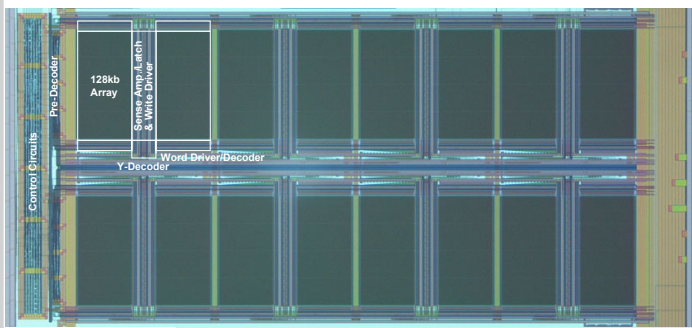 Control Circuits
Pre-Decoder
128kb
Array
Sense Amp./Latch
& Write Driver
Word Driver/Decoder
Y-Decoder